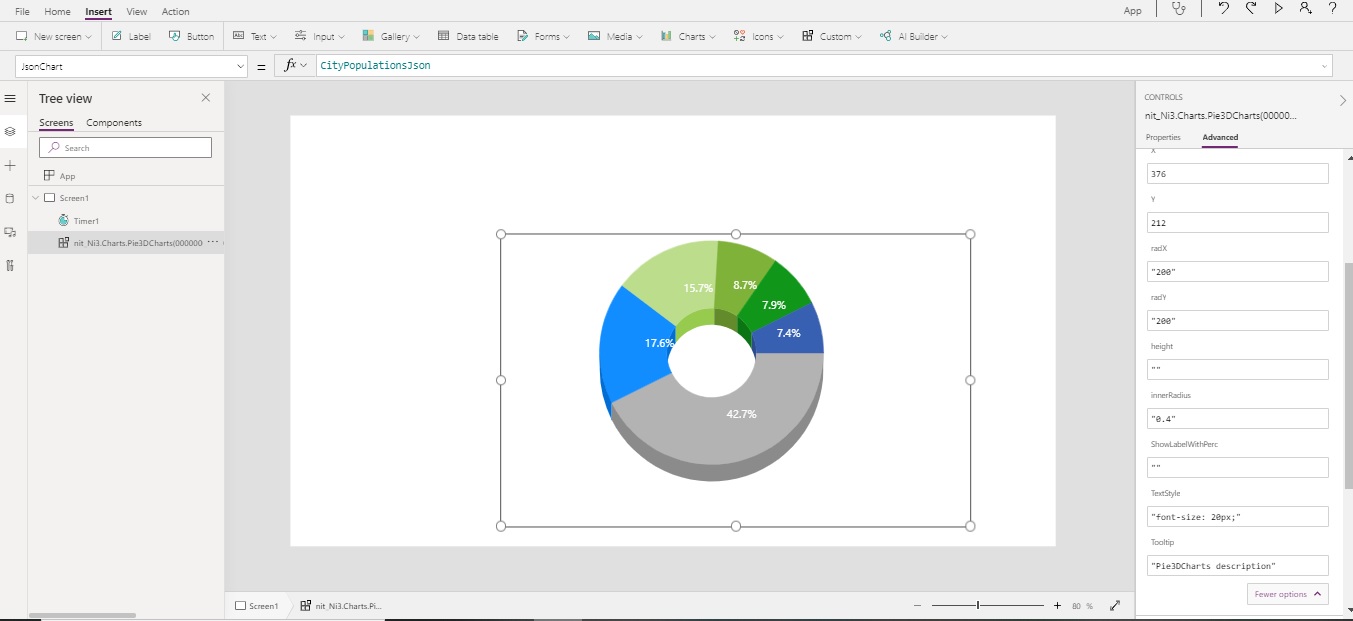 File Home Insert View Action App ?
New screen Label Button Text Input Gallery Data table Forms Media Charts Icons Custom AI Builder
JsonChart = fx CityPopulationsJson
Tree view
Screens Components
Search
App
Screen1
Timer1
nit_Ni3.Charts.Pie3DCharts(000000 ...
15.7%
8.7%
7.9%
7.4%
17.6%
42.7%
CONTROLS
nit_Ni3.Charts.Pie3DCharts(00000...
Properties Advanced
X
376
Y
212
radX
"200"
radY
"200"
height
""
innerRadius
"0.4"
ShowLabelWithPerc
""
TextStyle
"font-size: 20px;"
Tooltip
"Pie3DCharts description"
Fewer options
Screen1 nit_Ni3.Charts.Pi... − + 80 %